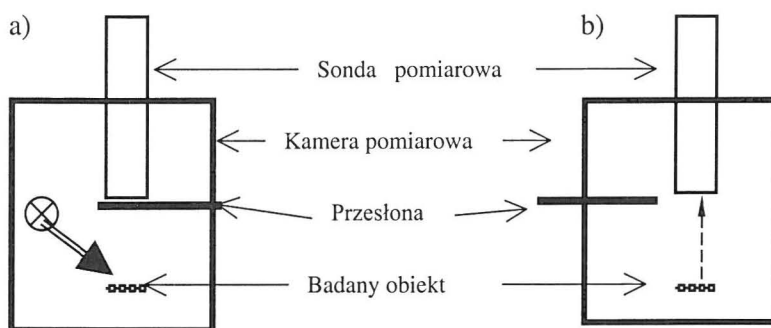 a)
b)
Sonda pomiarowa
Kamera pomiarowa
Przesłona
Badany obiekt